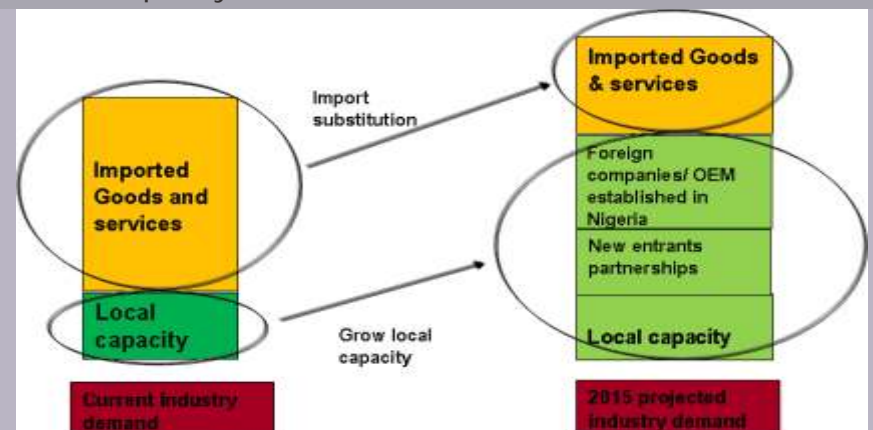 Imported Goods
& services
Import
substitution
Imported
Goods and
services
Foreign
companies/ OEM
established in
Nigeria
New entrants
partnerships
Local
capacity
Grow local
capacity
Local capacity
Current industry
demand
2015 projected
industry demand